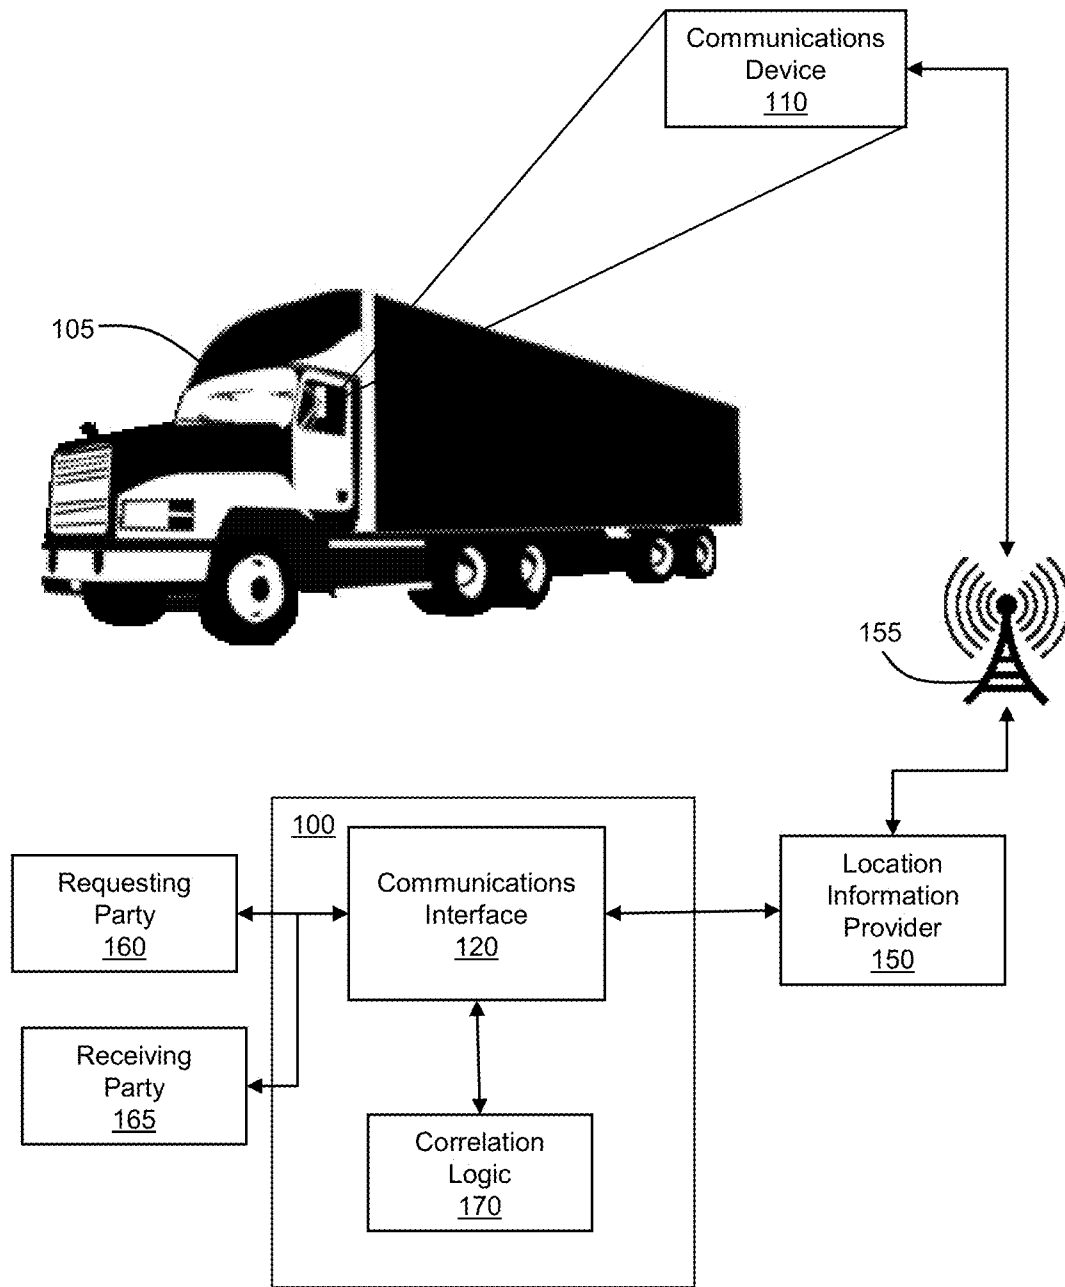 Communications
Device
110
105
155
100
Communications
Interface
120
Requesting
Party
160
Location
Information
Provider
150
Receiving
Party
165
Correlation
Logic
170